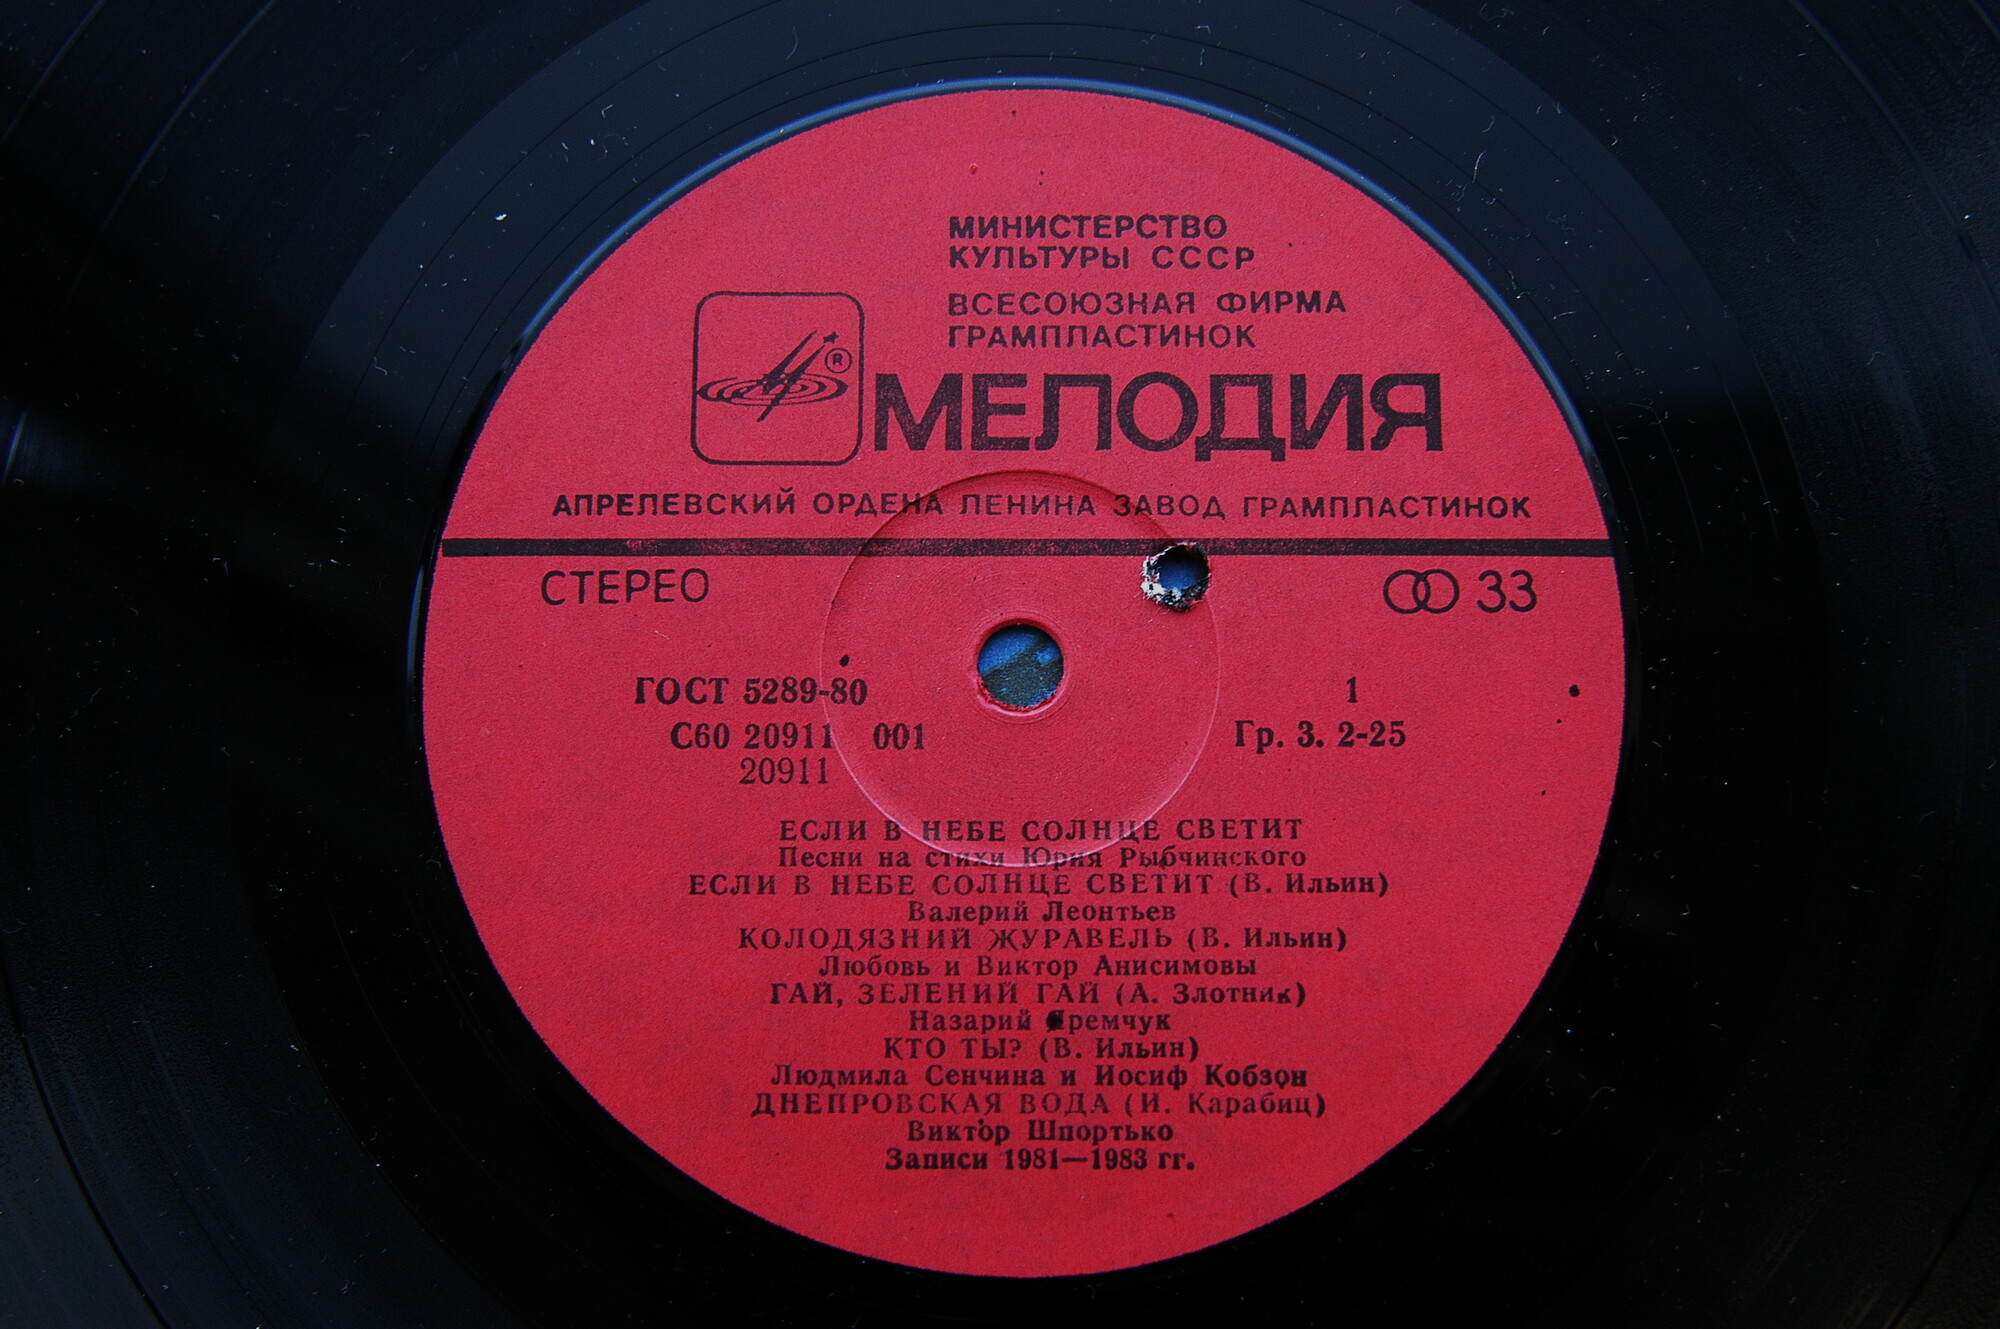 МИНИСТЕРСТВО
КУЛЬТУРЫ СССР
ВСЕСОЮЗНАЯ ФИРМА
ГРАМПЛАСТИНОК
®
МЕЛОДИЯ
АПРЕЛЕВСКИЙ ОРДЕНА ЛЕНИНА ЗАВОД ГРАМПЛАСТИНОК
СТЕРЕО 33
ГОСТ 5289-80 1
С60 20911 001 Гр. 3. 2-25
20911
ЕСЛИ В НЕБЕ СОЛНЦЕ СВЕТИТ
Песни на стихи Юрия Рыбчинского
ЕСЛИ В НЕБЕ СОЛНЦЕ СВЕТИТ (В. Ильин)
Валерий Леонтьев
КОЛОДЯЗНИЙ ЖУРАВЕЛЬ (В. Ильин)
Любовь и Виктор Анисимовы
ГАЙ, ЗЕЛЕНИЙ ГАЙ (А. Злотник)
Назарий Яремчук
КТО ТЫ? (В. Ильин)
Людмила Сенчина и Иосиф Кобзон
ДНЕПРОВСКАЯ ВОДА (И. Карабиц)
Виктор Шпортько
Записи 1981—1983 гг.